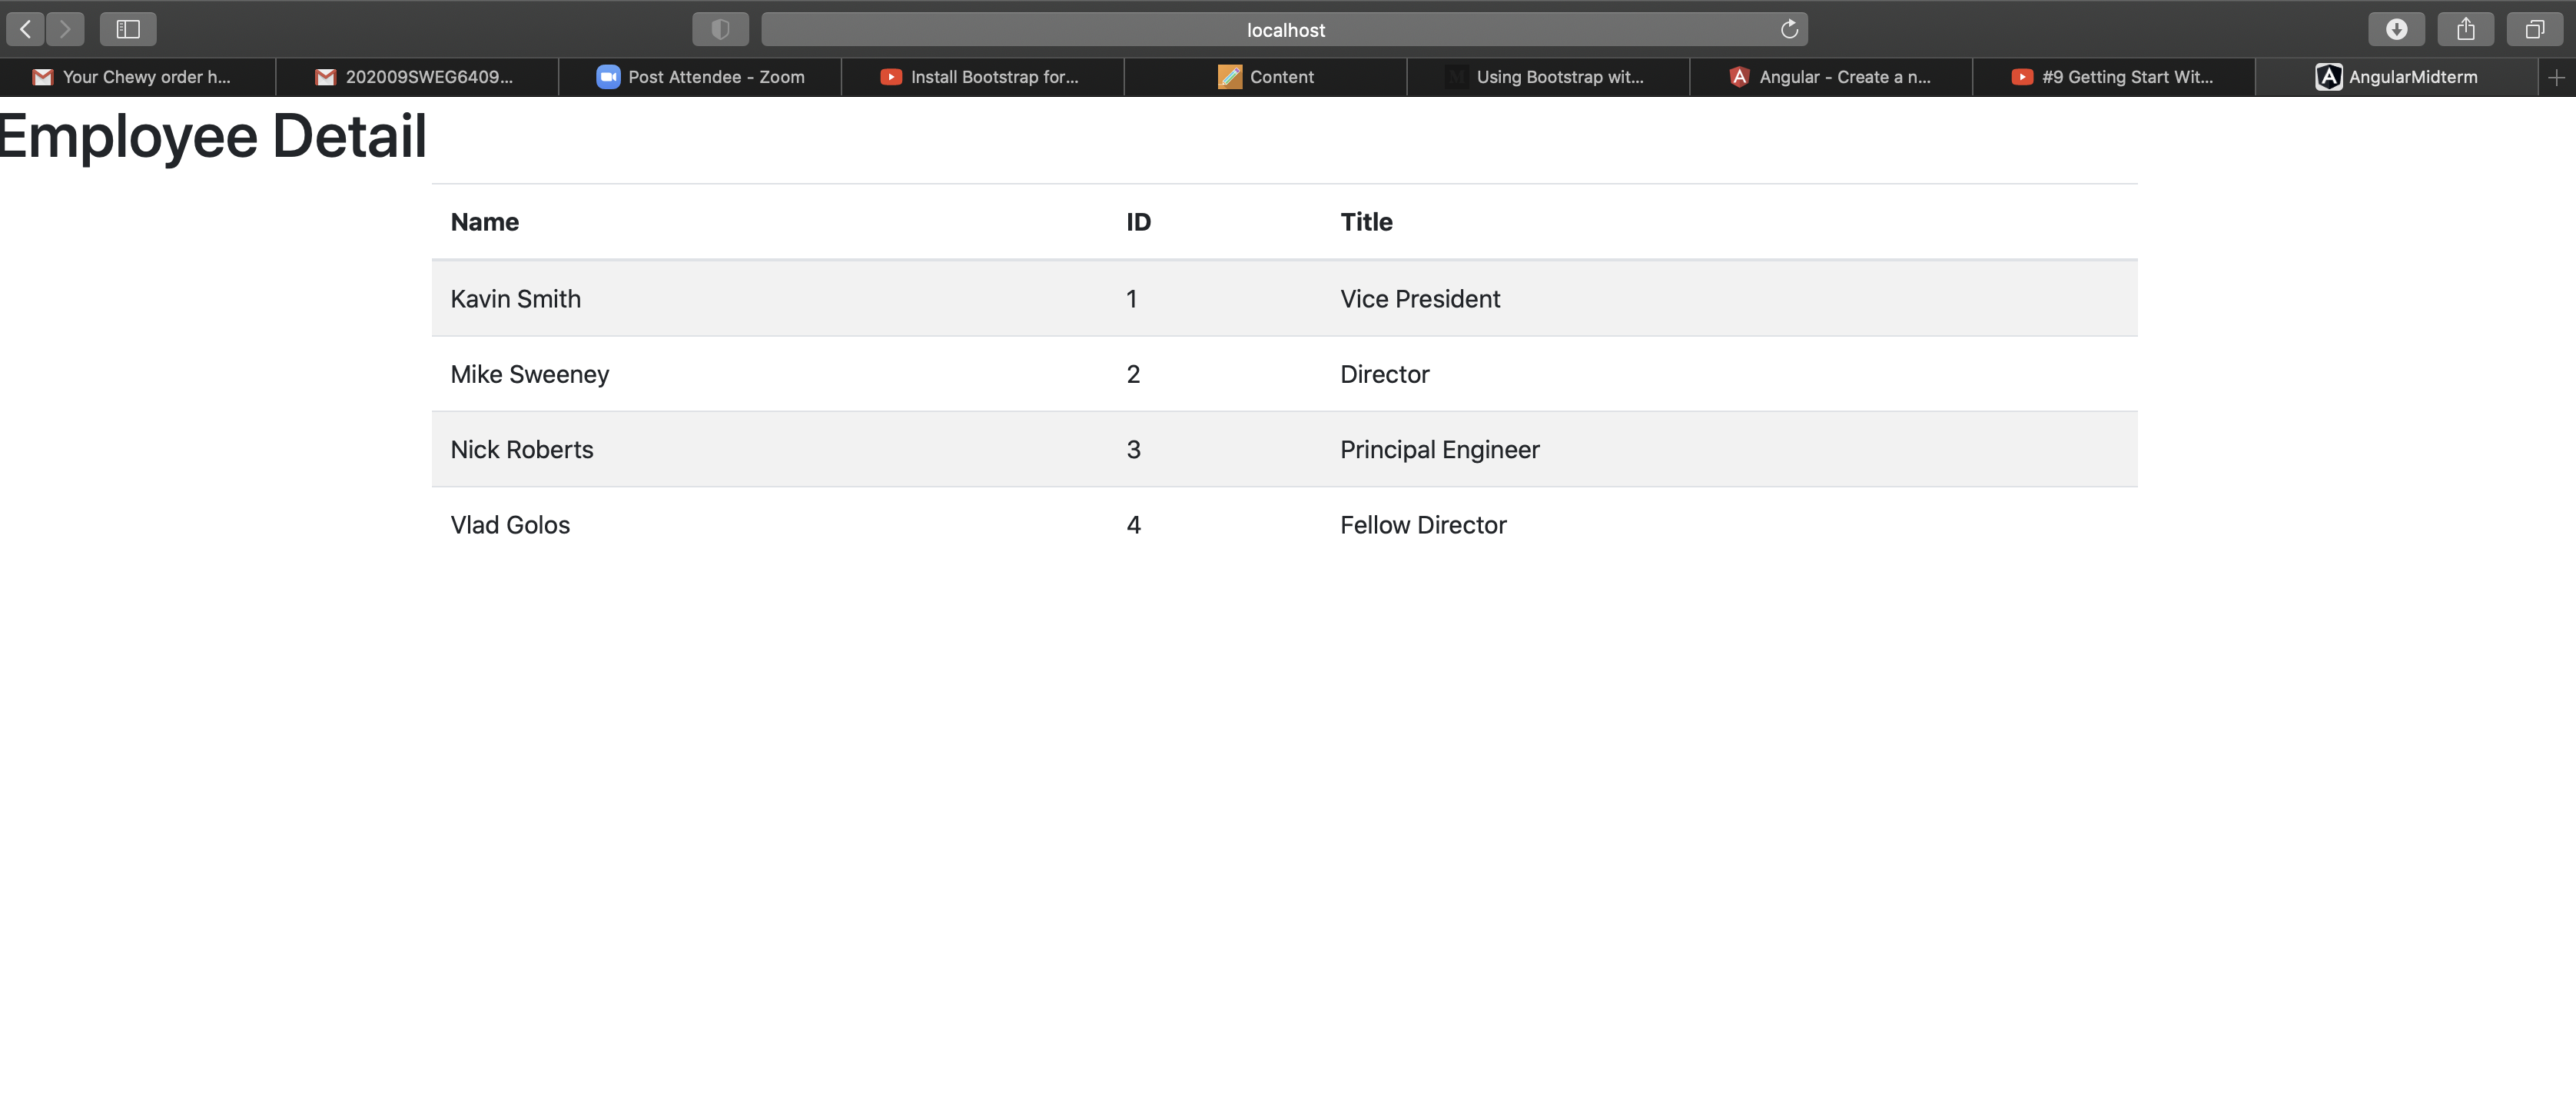 localhost
Your Chewy order h...
202009SWEG6409...
Post Attendee - Zoom
Install Bootstrap for...
Content
Using Bootstrap wit...
Angular - Create a n...
#9 Getting Start Wit...
AngularMidterm
Employee Detail
Name ID Title
Kavin Smith 1 Vice President
Mike Sweeney 2 Director
Nick Roberts 3 Principal Engineer
Vlad Golos 4 Fellow Director